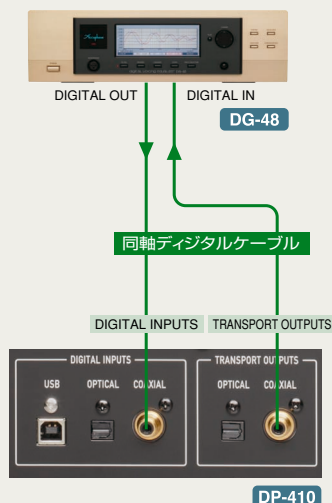 Accuphase
DIGITAL OUT
DIGITAL IN
DG-48
同軸ディジタルケーブル
DIGITAL INPUTS
TRANSPORT OUTPUTS
DIGITAL INPUTS
TRANSPORT OUTPUTS
USB
OPTICAL
COAXIAL
OPTICAL
COAXIAL
DP-410